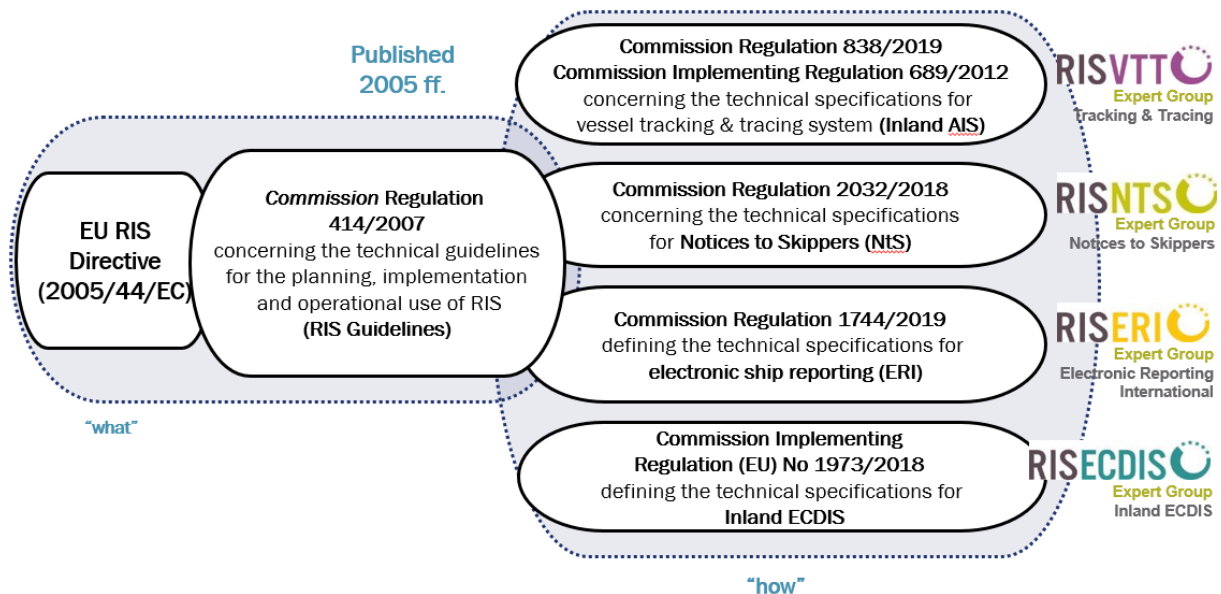 Published
2005 ff.
EU RIS
Directive
(2005/44/EC)
Commission Regulation
414/2007
concerning the technical guidelines
for the planning, implementation
and operational use of RIS
(RIS Guidelines)
"what"
Commission Regulation 838/2019
Commission Implementing Regulation 689/2012
concerning the technical specifications for
vessel tracking & tracing system (Inland AIS)
RISVTT
Expert Group
Tracking & Tracing
Commission Regulation 2032/2018
concerning the technical specifications
for Notices to Skippers (NtS)
RISNTS
Expert Group
Notices to Skippers
Commission Regulation 1744/2019
defining the technical specifications for
electronic ship reporting (ERI)
RISERI
Expert Group
Electronic Reporting
International
Commission Implementing
Regulation (EU) No 1973/2018
defining the technical specifications for
Inland ECDIS
RISECDIS
Expert Group
Inland ECDIS
"how"